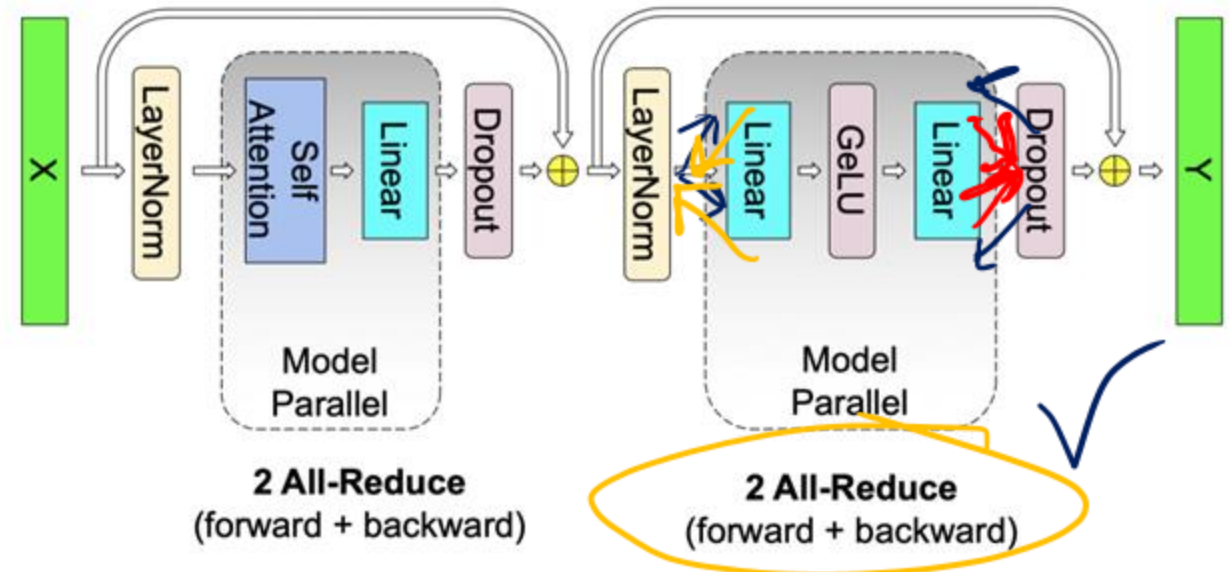 X
LayerNorm
Self
Attention
Linear
Dropout
LayerNorm
Linear
GeLU
Linear
Dropout
Y
Model
Parallel
Model
Parallel
2 All-Reduce
(forward + backward)
2 All-Reduce
(forward + backward)